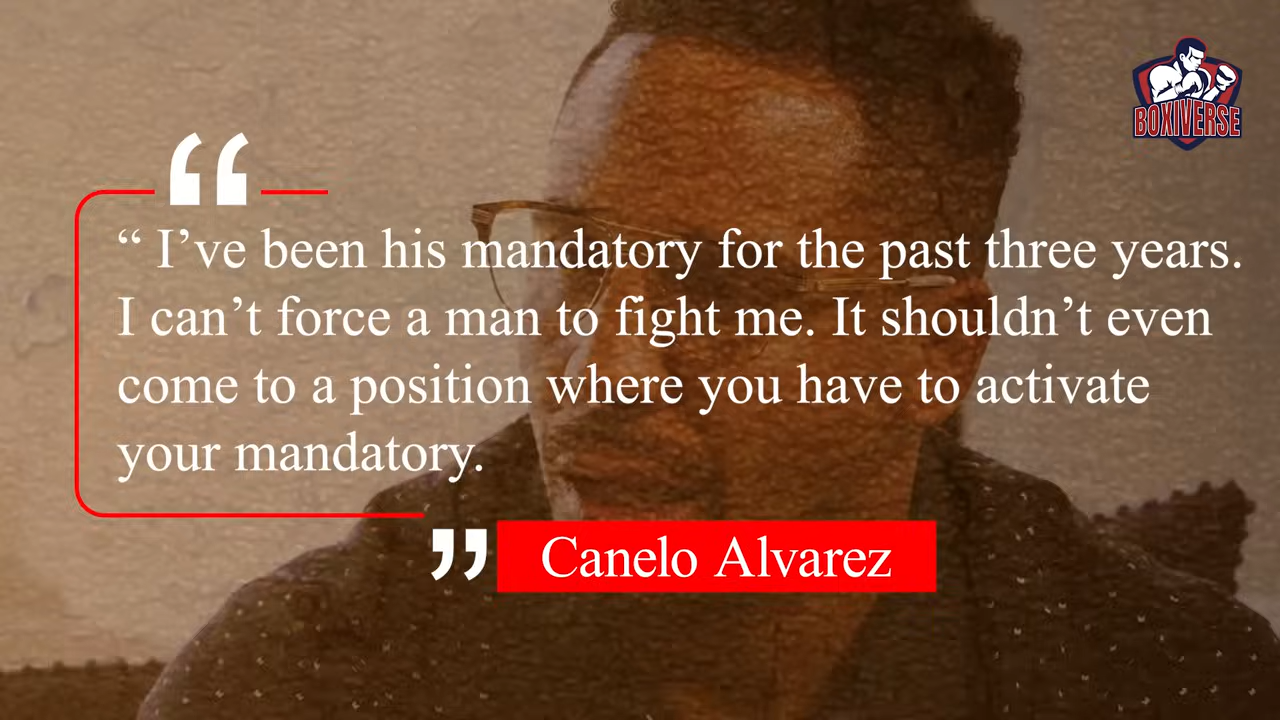 BOXIVERSE
“
“ I’ve been his mandatory for the past three years.
I can’t force a man to fight me. It shouldn’t even
come to a position where you have to activate
your mandatory.
” Canelo Alvarez